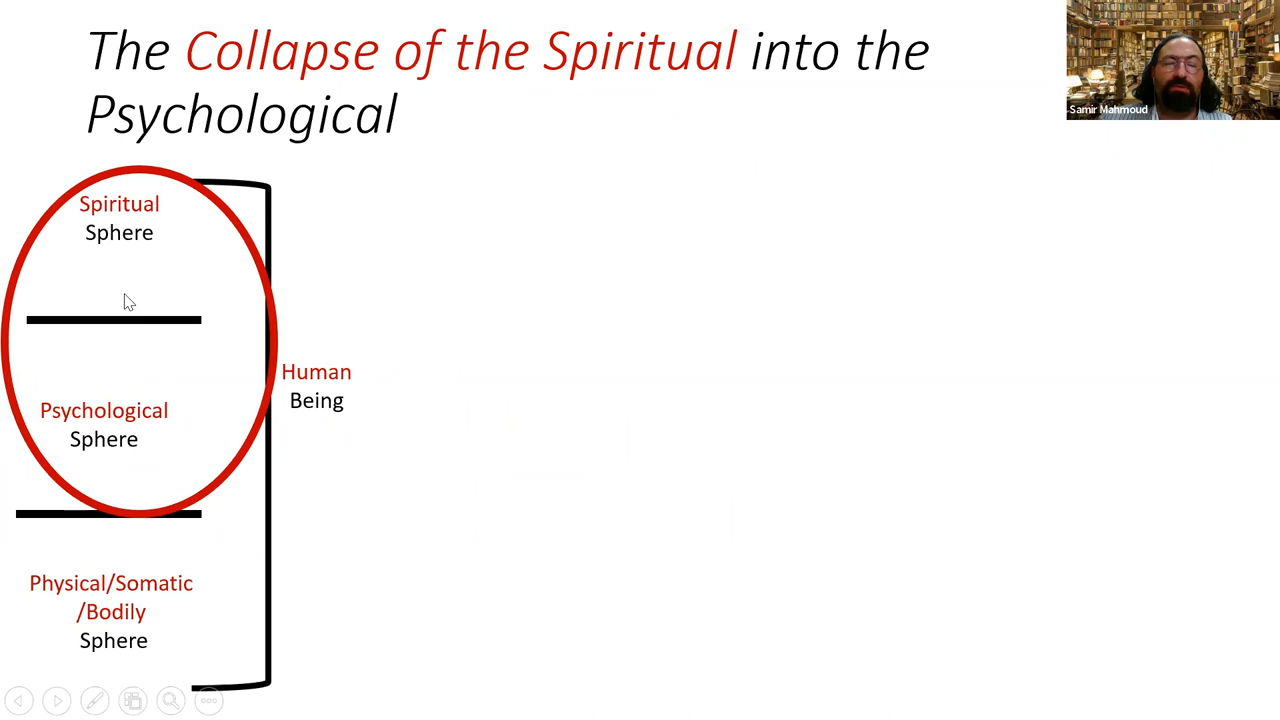 The Collapse of the Spiritual into the
Psychological
Samir Mahmoud
Spiritual
Sphere
Human
Being
Psychological
Sphere
Physical/Somatic
/Bodily
Sphere